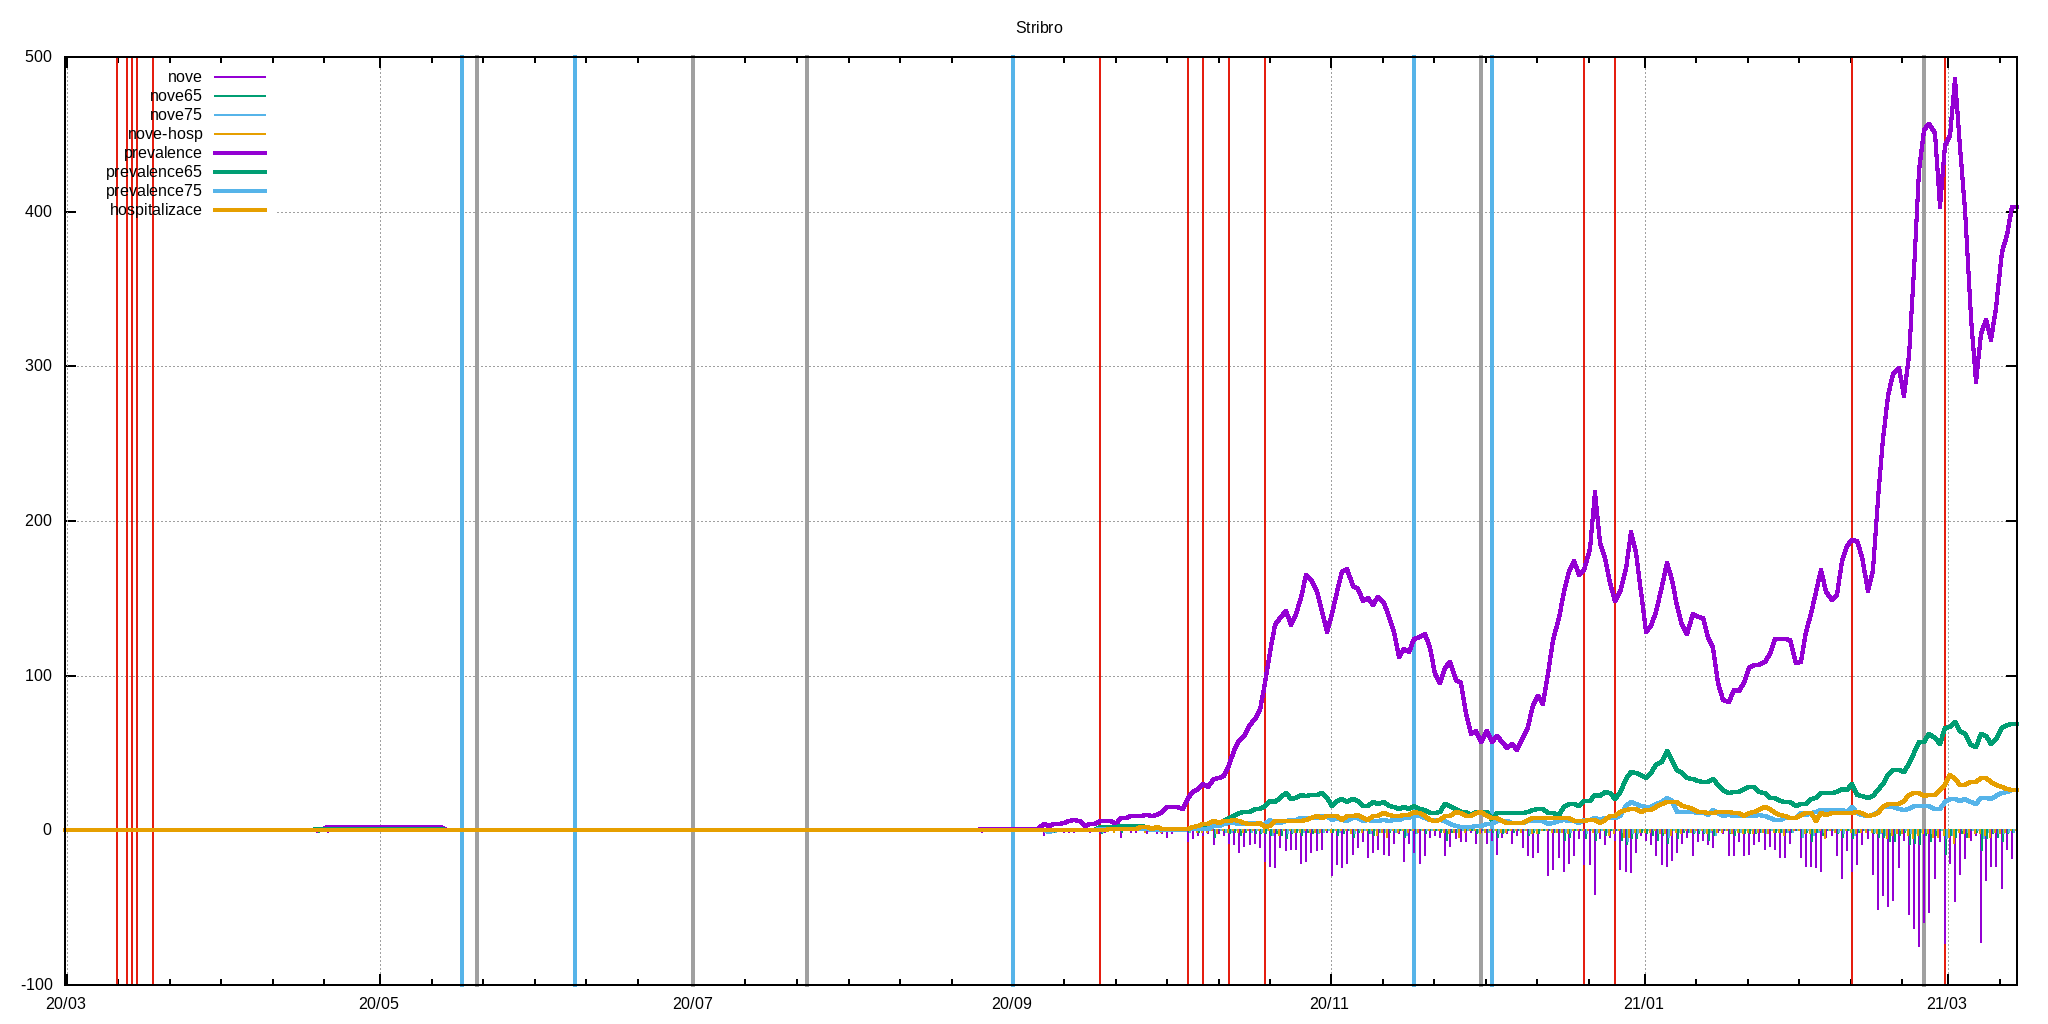 Stribro
500
nove
nove65
nove75
nove-hosp
prevalence
prevalence65
prevalence75
hospitalizace
400
300
200
100
0
-100
20/03
20/05
20/07
20/09
20/11
21/01
21/03